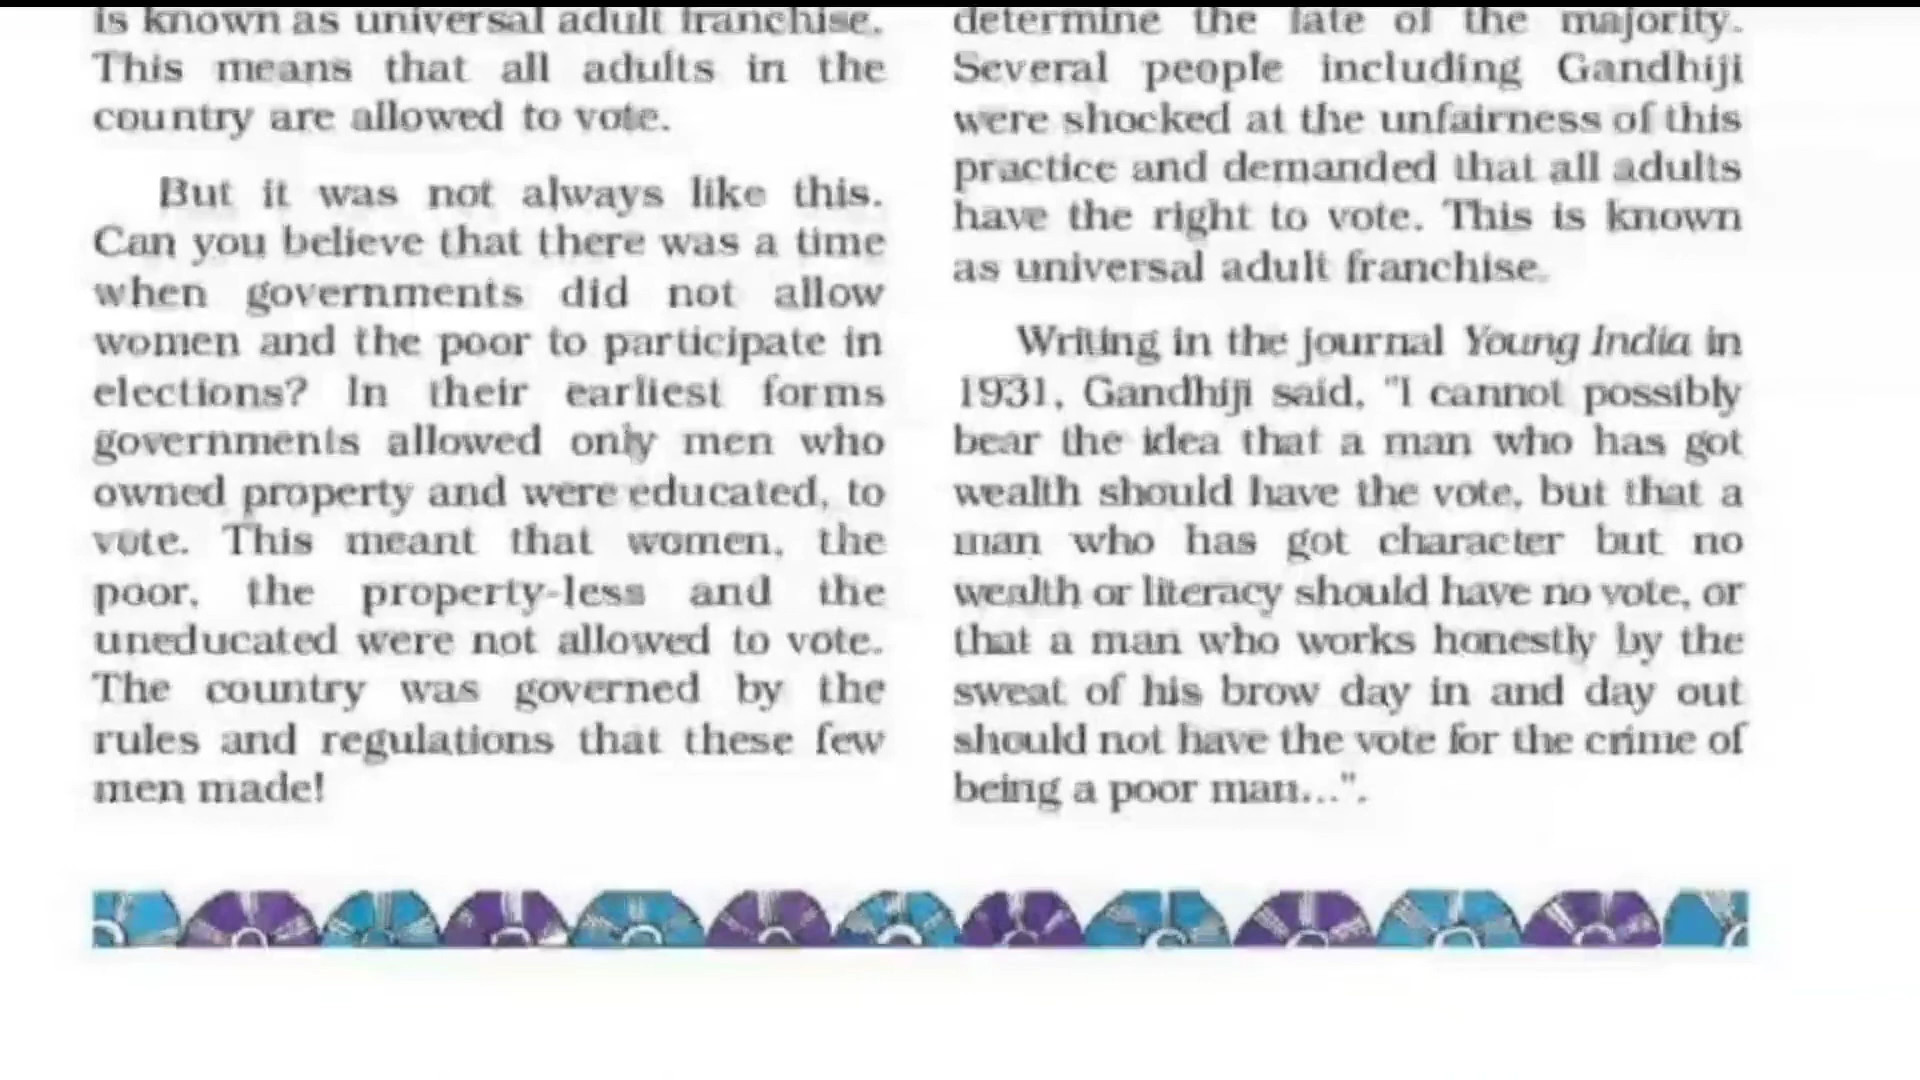 is known as universal adult franchise.
This means that all adults in the
country are allowed to vote.
But it was not always like this.
Can you believe that there was a time
when governments did not allow
women and the poor to participate in
elections? In their earliest forms
governments allowed only men who
owned property and were educated, to
vote. This meant that women, the
poor, the property-less and the
uneducated were not allowed to vote.
The country was governed by the
rules and regulations that these few
men made!
determine the fate of the majority.
Several people including Gandhiji
were shocked at the unfairness of this
practice and demanded that all adults
have the right to vote. This is known
as universal adult franchise.
Writing in the journal Young India in
1931, Gandhiji said, "I cannot possibly
bear the idea that a man who has got
wealth should have the vote, but that a
man who has got character but no
wealth or literacy should have no vote, or
that a man who works honestly by the
sweat of his brow day in and day out
should not have the vote for the crime of
being a poor man...".